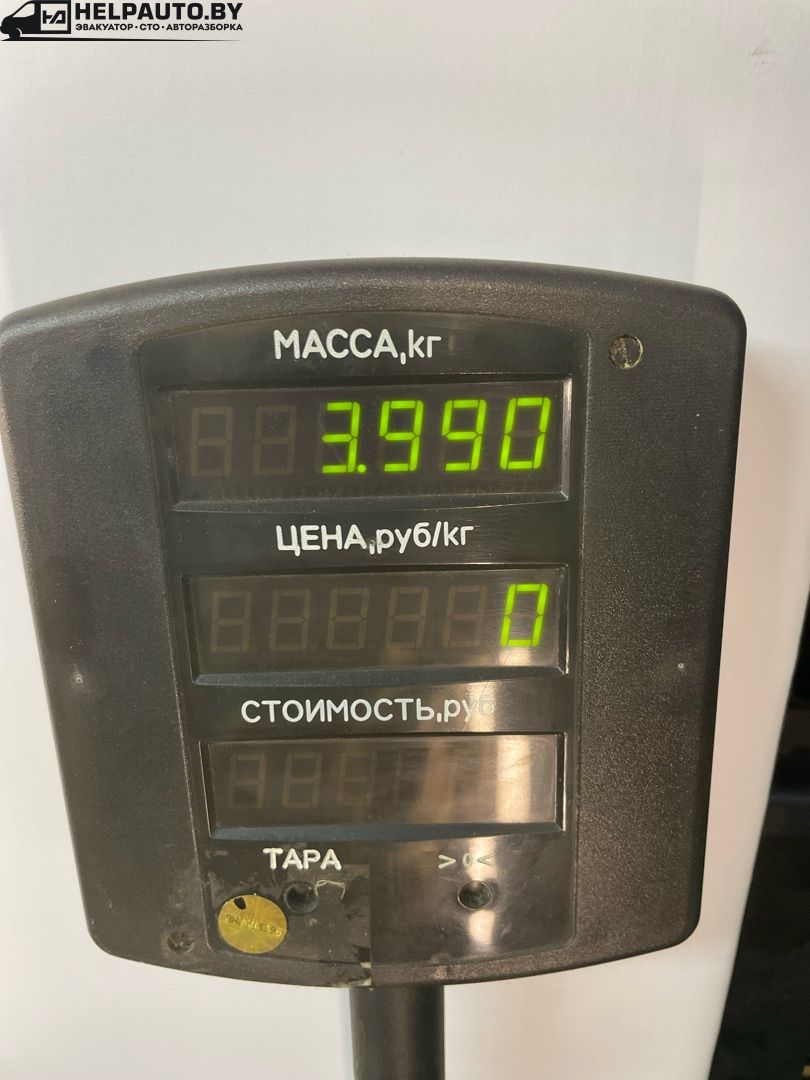 HELPAUTO.BY
ЭВАКУАТОР • СТО • АВТОРАЗБОРКА
МАССА,кг
3.990
ЦЕНА,руб/кг
0
СТОИМОСТЬ,руб
ТАРА >0<